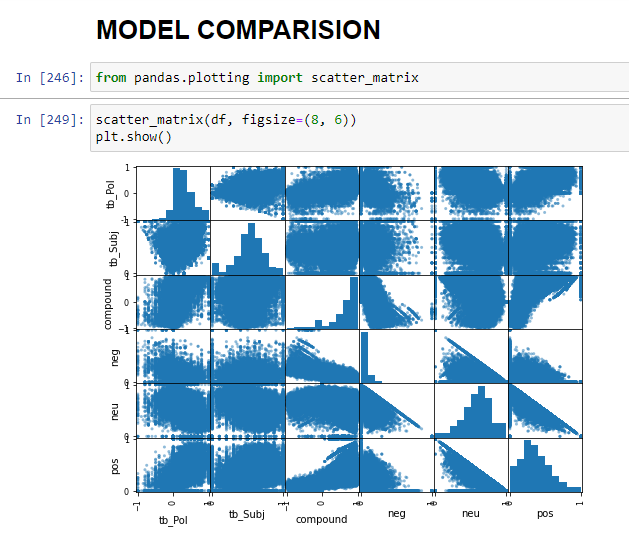 MODEL COMPARISION
In [246]: from pandas.plotting import scatter_matrix
In [249]: scatter_matrix(df, figsize=(8, 6))
plt.show()
1
tb_Pol
0
-1
1
tb_Subj
0
1
compound
0
-1
1
neg
0
1
neu
0
1
pos
0
-1 0 1 0 1 -1 0 1 0 1 0 1 0 1
tb_Pol tb_Subj compound neg neu pos